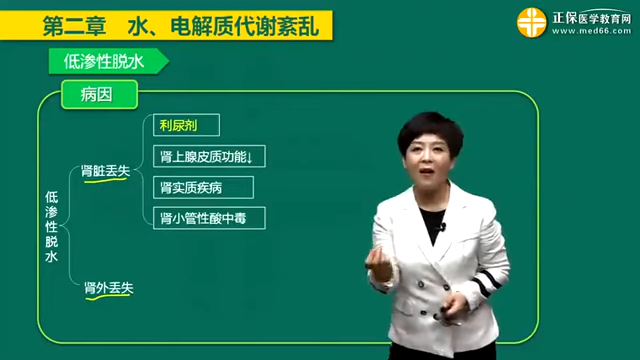 第二章 水、电解质代谢紊乱
正保医学教育网
www.med66.com
低渗性脱水
病因
低渗性脱水
肾脏丢失
利尿剂
肾上腺皮质功能↓
肾实质疾病
肾小管性酸中毒
肾外丢失